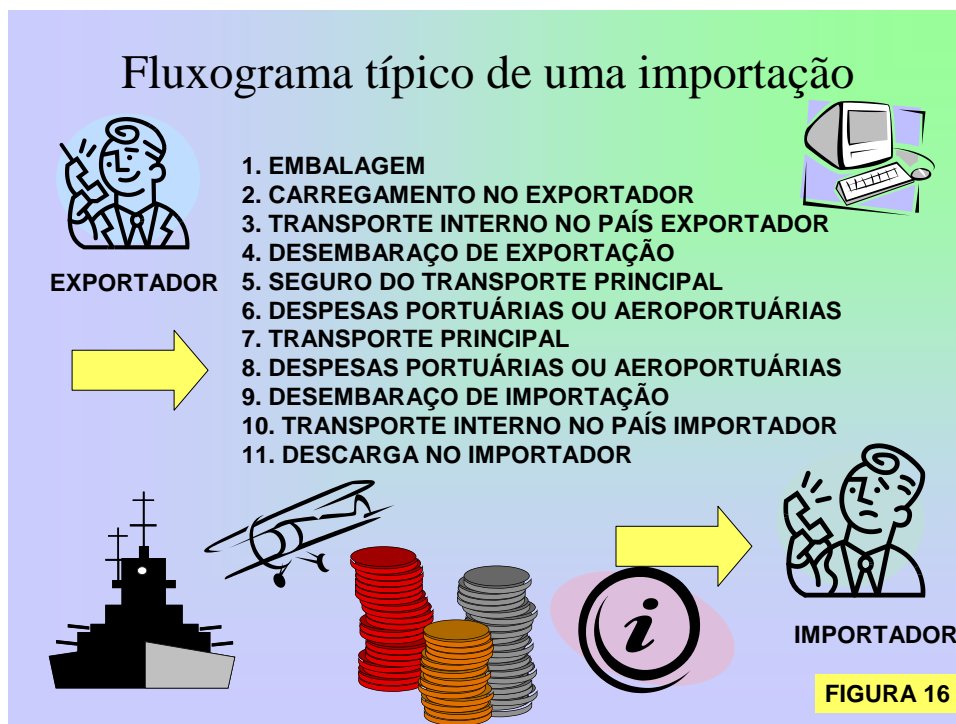 Fluxograma típico de uma importação
1. EMBALAGEM
2. CARREGAMENTO NO EXPORTADOR
3. TRANSPORTE INTERNO NO PAÍS EXPORTADOR
4. DESEMBARAÇO DE EXPORTAÇÃO
5. SEGURO DO TRANSPORTE PRINCIPAL
6. DESPESAS PORTUÁRIAS OU AEROPORTUÁRIAS
7. TRANSPORTE PRINCIPAL
8. DESPESAS PORTUÁRIAS OU AEROPORTUÁRIAS
9. DESEMBARAÇO DE IMPORTAÇÃO
10. TRANSPORTE INTERNO NO PAÍS IMPORTADOR
11. DESCARGA NO IMPORTADOR
EXPORTADOR
i
IMPORTADOR
FIGURA 16